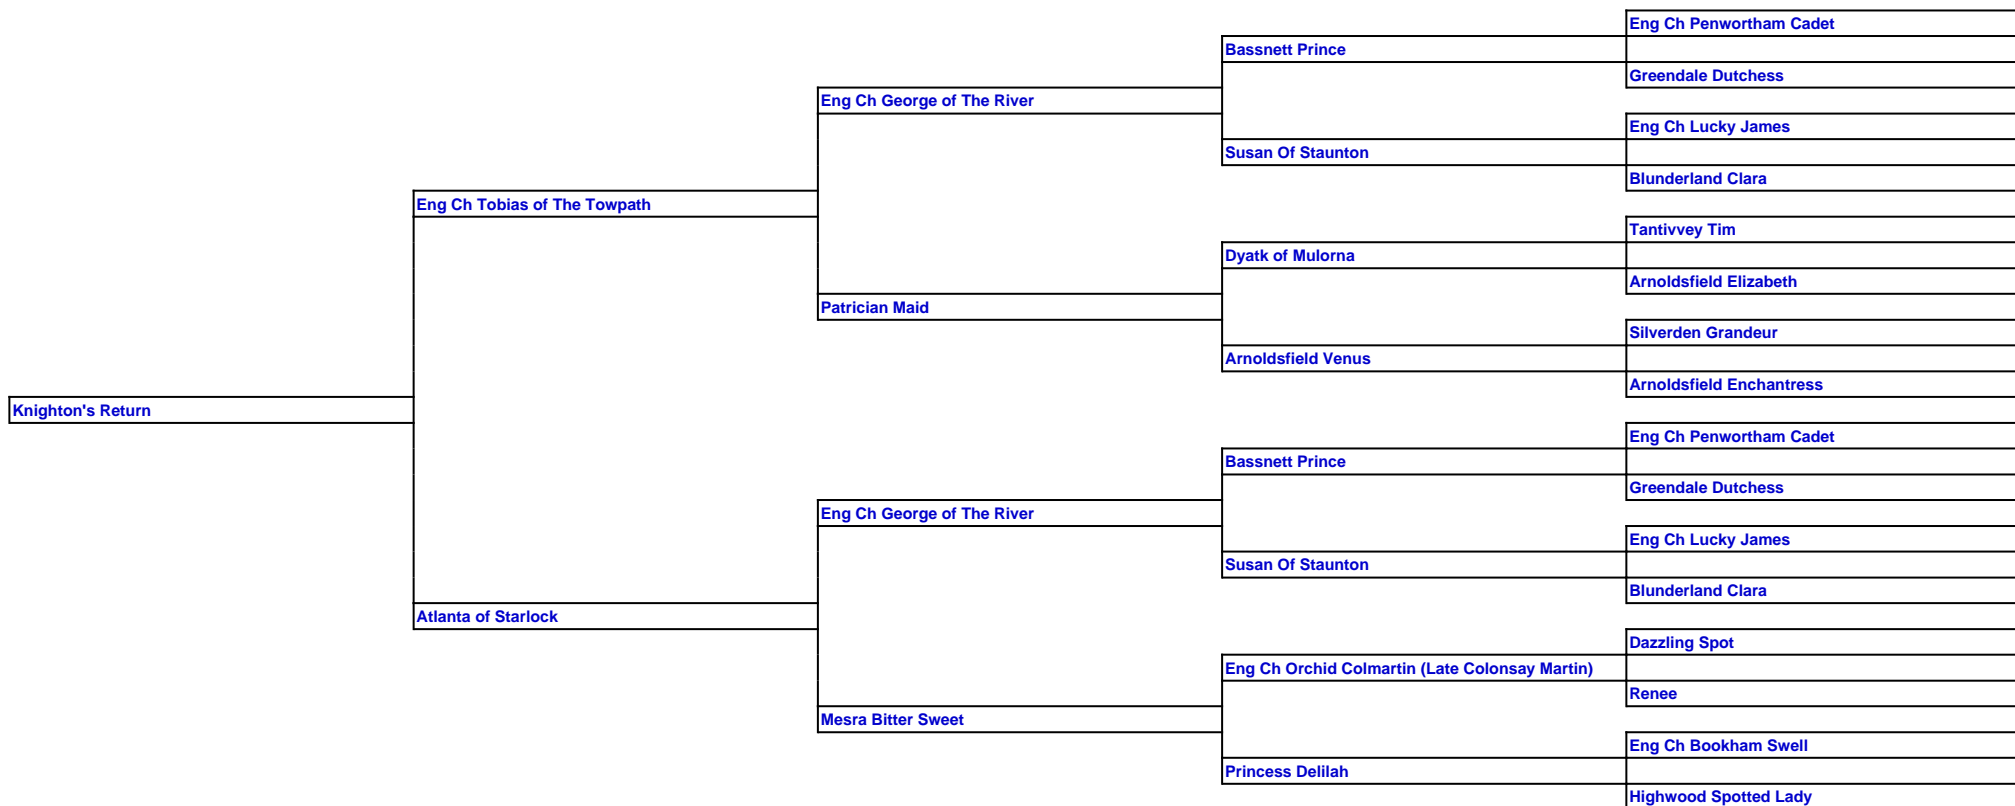 Eng Ch Penwortham Cadet
Bassnett Prince
Greendale Dutchess
Eng Ch George of The River
Eng Ch Lucky James
Susan Of Staunton
Blunderland Clara
Eng Ch Tobias of The Towpath
Tantivvey Tim
Dyatk of Mulorna
Arnoldsfield Elizabeth
Patrician Maid
Silverden Grandeur
Arnoldsfield Venus
Arnoldsfield Enchantress
Knighton's Return
Eng Ch Penwortham Cadet
Bassnett Prince
Greendale Dutchess
Eng Ch George of The River
Eng Ch Lucky James
Susan Of Staunton
Blunderland Clara
Atlanta of Starlock
Dazzling Spot
Eng Ch Orchid Colmartin (Late Colonsay Martin)
Renee
Mesra Bitter Sweet
Eng Ch Bookham Swell
Princess Delilah
Highwood Spotted Lady